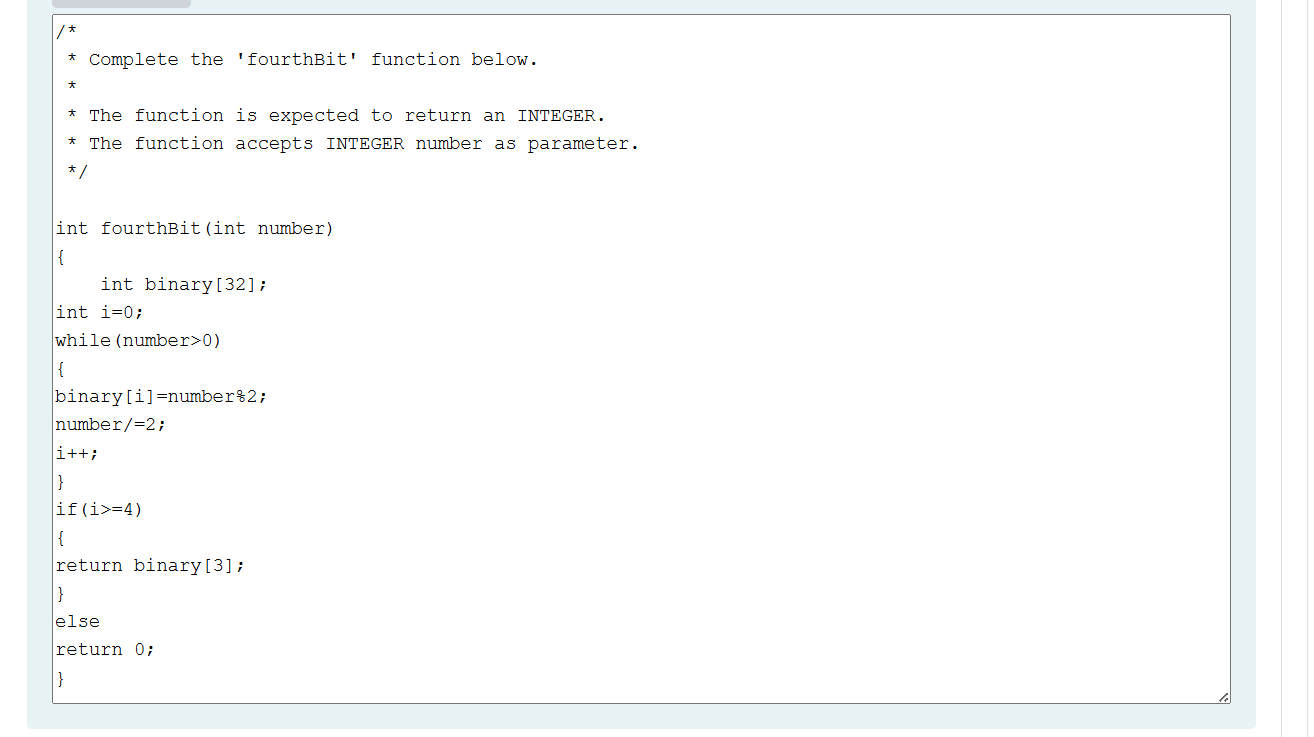 /*
 * Complete the 'fourthBit' function below.
 *
 * The function is expected to return an INTEGER.
 * The function accepts INTEGER number as parameter.
 */

int fourthBit(int number)
{
    int binary[32];
int i=0;
while(number>0)
{
binary[i]=number%2;
number/=2;
i++;
}
if(i>=4)
{
return binary[3];
}
else
return 0;
}